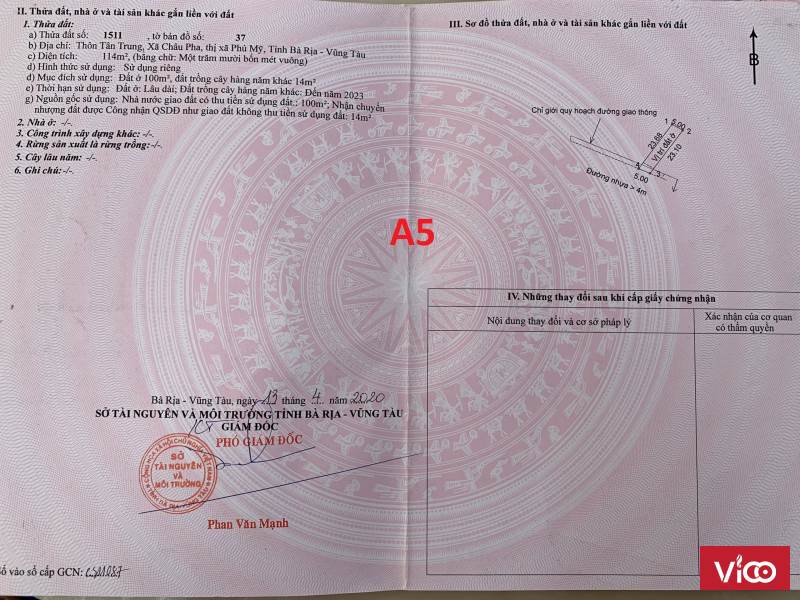 II. Thửa đất, nhà ở và tài sản khác gắn liền với đất
1. Thửa đất:
a) Thửa đất số: 1511 , tờ bản đồ số: 37
b) Địa chỉ: Thôn Tân Trung, Xã Châu Pha, thị xã Phú Mỹ, Tỉnh Bà Rịa - Vũng Tàu
c) Diện tích: 114m², (bằng chữ: Một trăm mười bốn mét vuông)
d) Hình thức sử dụng: Sử dụng riêng
đ) Mục đích sử dụng: Đất ở 100m², đất trồng cây hàng năm khác 14m²
e) Thời hạn sử dụng: Đất ở: Lâu dài; Đất trồng cây hàng năm khác: Đến năm 2023
g) Nguồn gốc sử dụng: Nhà nước giao đất có thu tiền sử dụng đất.: 100m²; Nhận chuyển
nhượng đất được Công nhận QSDĐ như giao đất không thu tiền sử dụng đất: 14m²
2. Nhà ở: -/-
3. Công trình xây dựng khác: -/-
4. Rừng sản xuất là rừng trồng:-/-
5. Cây lâu năm: -/-
6. Ghi chú:-/-
Bà Rịa - Vũng Tàu, ngày 13 tháng 4 năm 2020
SỞ TÀI NGUYÊN VÀ MÔI TRƯỜNG TỈNH BÀ RỊA - VŨNG TÀU
KT
GIÁM ĐỐC
PHÓ GIÁM ĐỐC
SỞ
TÀI NGUYÊN
VÀ
MÔI TRƯỜNG
Phan Văn Mạnh
Số vào sổ cấp GCN:
III. Sơ đồ thửa đất, nhà ở và tài sản khác gắn liền với đất
B
Chỉ giới quy hoạch đường giao thông
1 5.00 2
23.68
Vị trí đất ở
23.10
4 5.00 3
Đường nhựa > 4m
A5
IV. Những thay đổi sau khi cấp giấy chứng nhận
Nội dung thay đổi và cơ sở pháp lý
Xác nhận của cơ quan
có thẩm quyền
ViCO